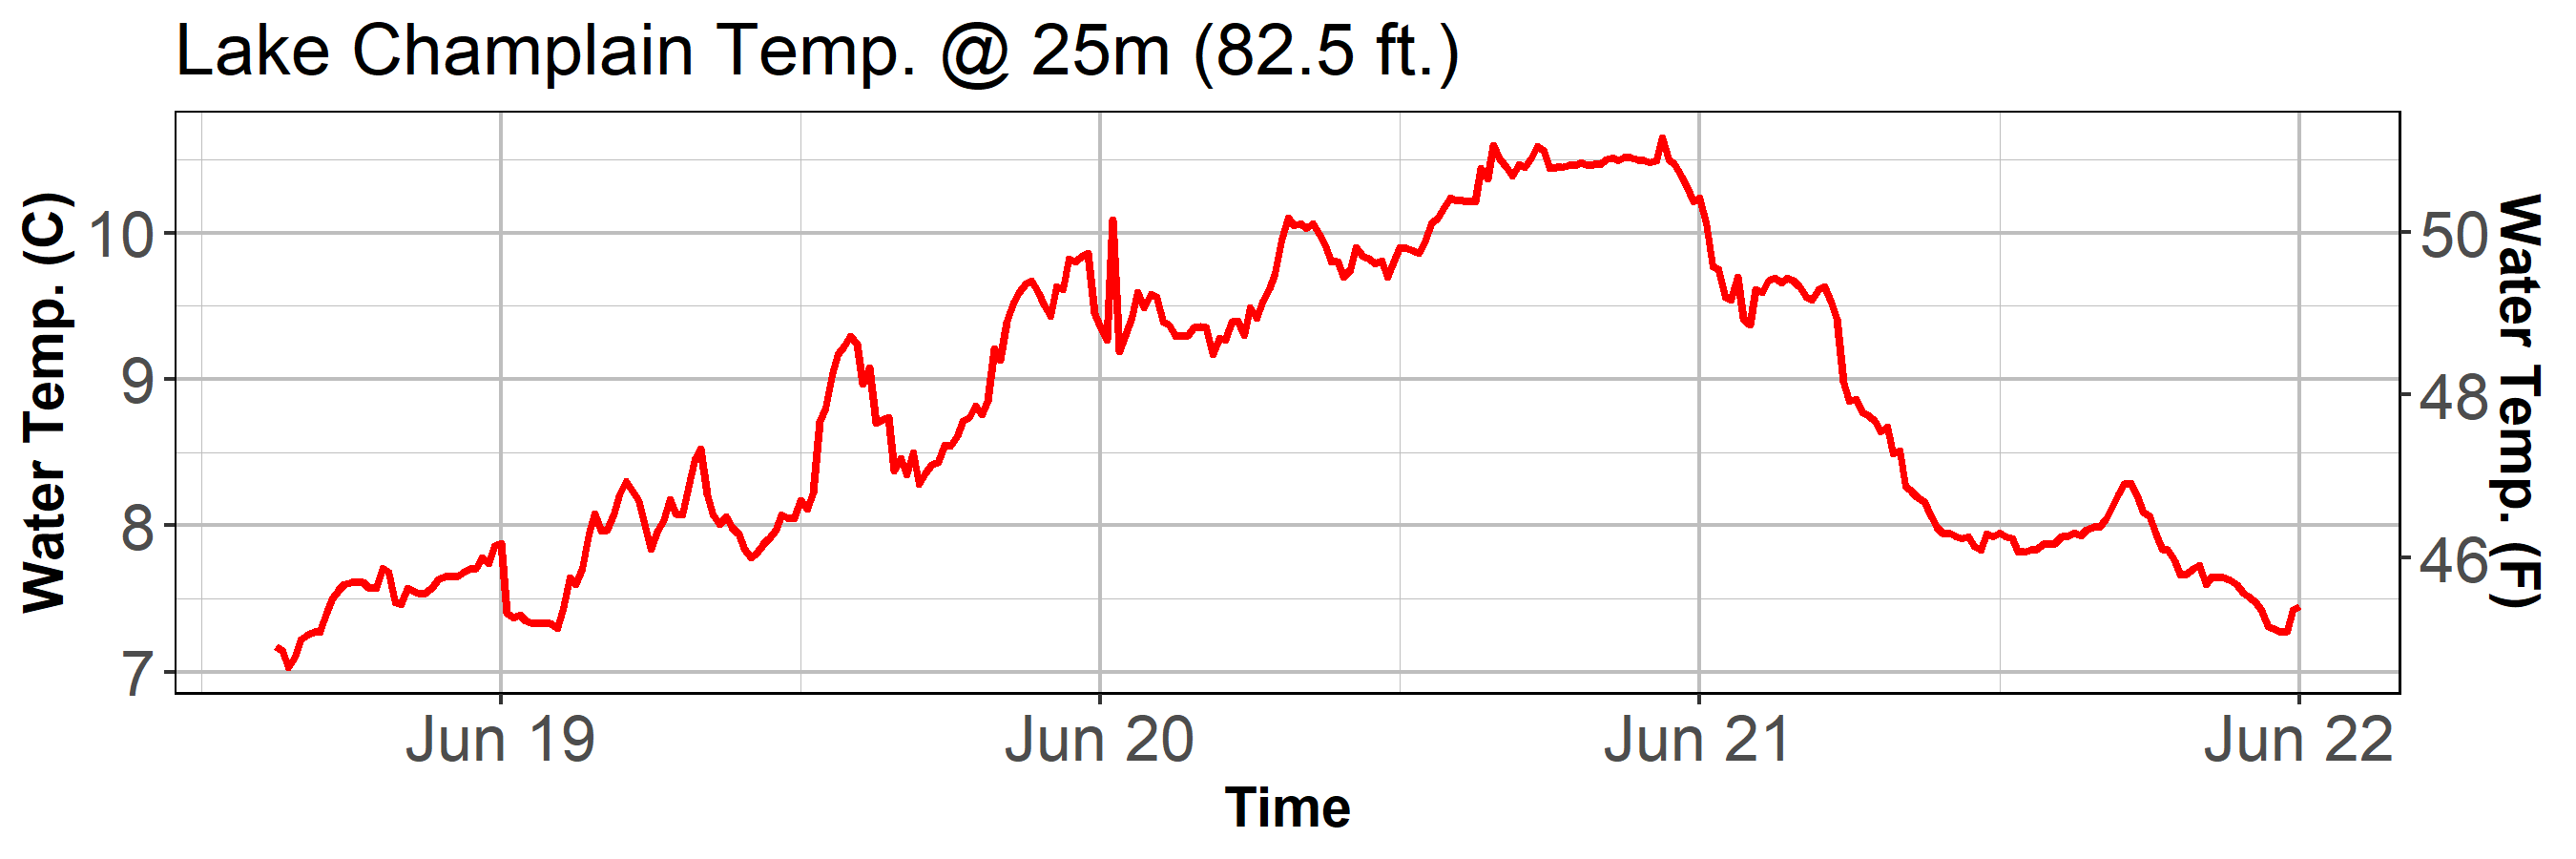 Lake Champlain Temp. @ 25m (82.5 ft.)
Water Temp. (C)
10
9
8
7
50
48
46
Water Temp. (F)
Jun 19
Jun 20
Jun 21
Jun 22
Time